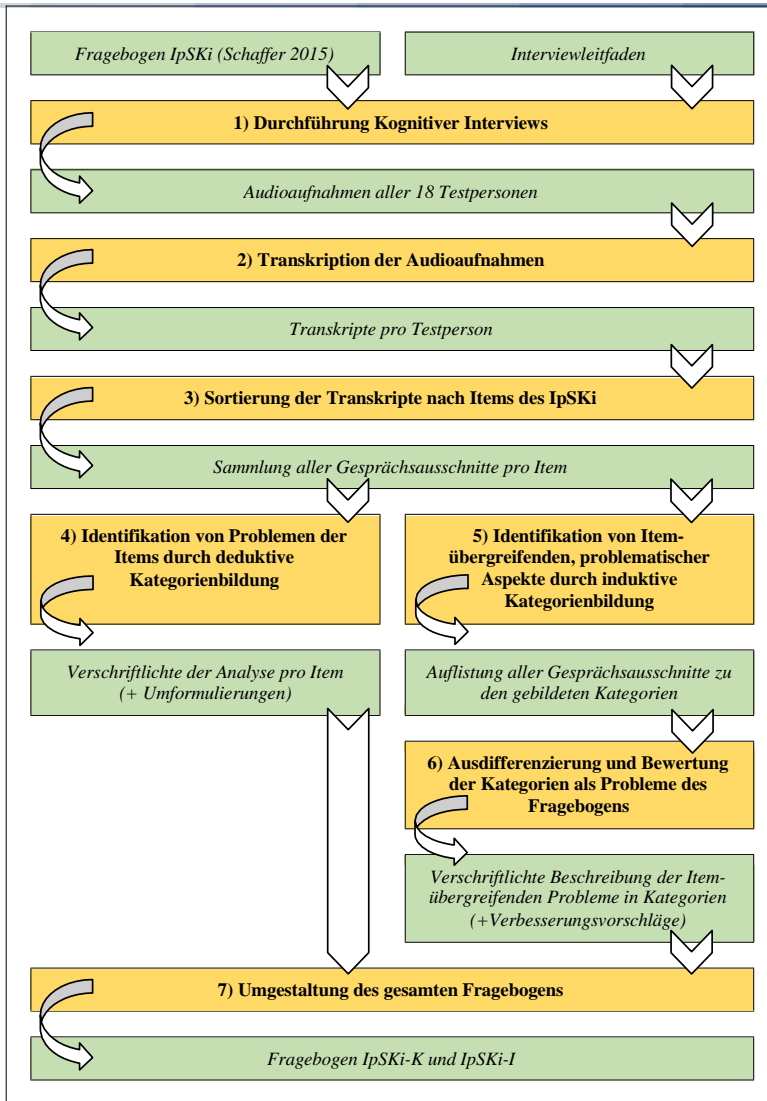 Fragebogen IpSKi (Schaffer 2015)
Interviewleitfaden
1) Durchführung Kognitiver Interviews
Audioaufnahmen aller 18 Testpersonen
2) Transkription der Audioaufnahmen
Transkripte pro Testperson
3) Sortierung der Transkripte nach Items des IpSKi
Sammlung aller Gesprächsausschnitte pro Item
4) Identifikation von Problemen der
Items durch deduktive
Kategorienbildung
5) Identifikation von Item-
übergreifenden, problematischer
Aspekte durch induktive
Kategorienbildung
Verschriftlichte der Analyse pro Item
(+ Umformulierungen)
Auflistung aller Gesprächsausschnitte zu
den gebildeten Kategorien
6) Ausdifferenzierung und Bewertung
der Kategorien als Probleme des
Fragebogens
Verschriftlichte Beschreibung der Item-
übergreifenden Probleme in Kategorien
(+Verbesserungsvorschläge)
7) Umgestaltung des gesamten Fragebogens
Fragebogen IpSKi-K und IpSKi-I